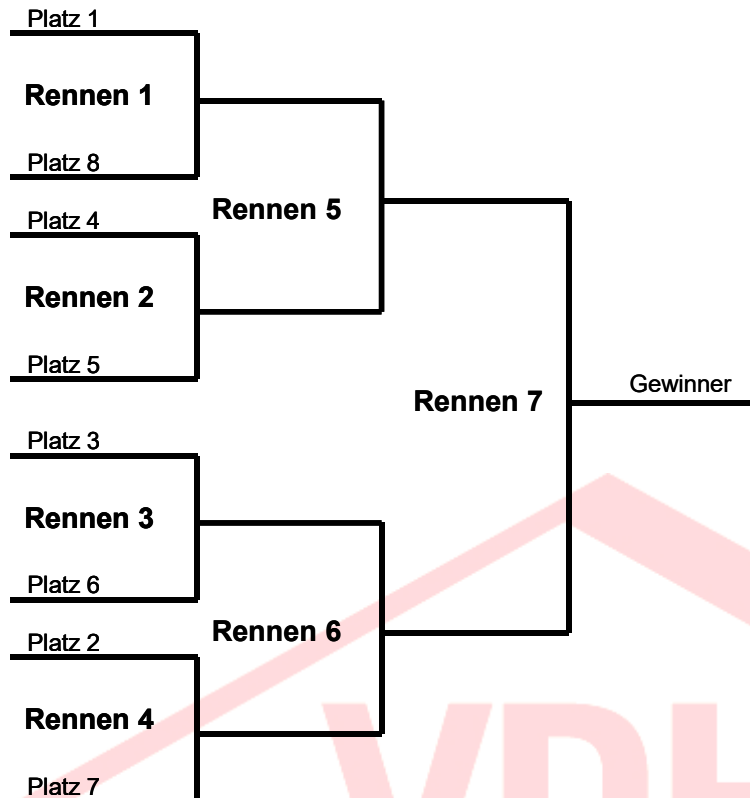 Platz 1
Rennen 1
Platz 8
Rennen 5
Platz 4
Rennen 2
Platz 5
Gewinner
Rennen 7
Platz 3
Rennen 3
Platz 6
Rennen 6
Platz 2
Rennen 4
Platz 7
VDH